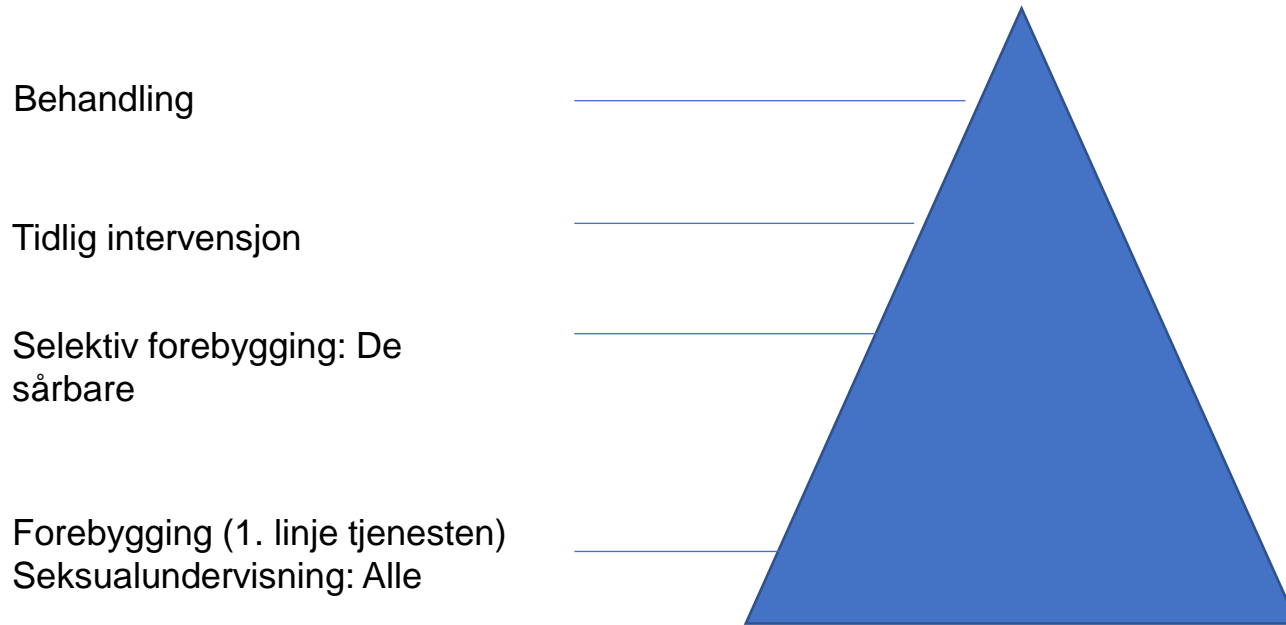 Behandling
Tidlig intervensjon
Selektiv forebygging: De
sårbare
Forebygging (1. linje tjenesten)
Seksualundervisning: Alle